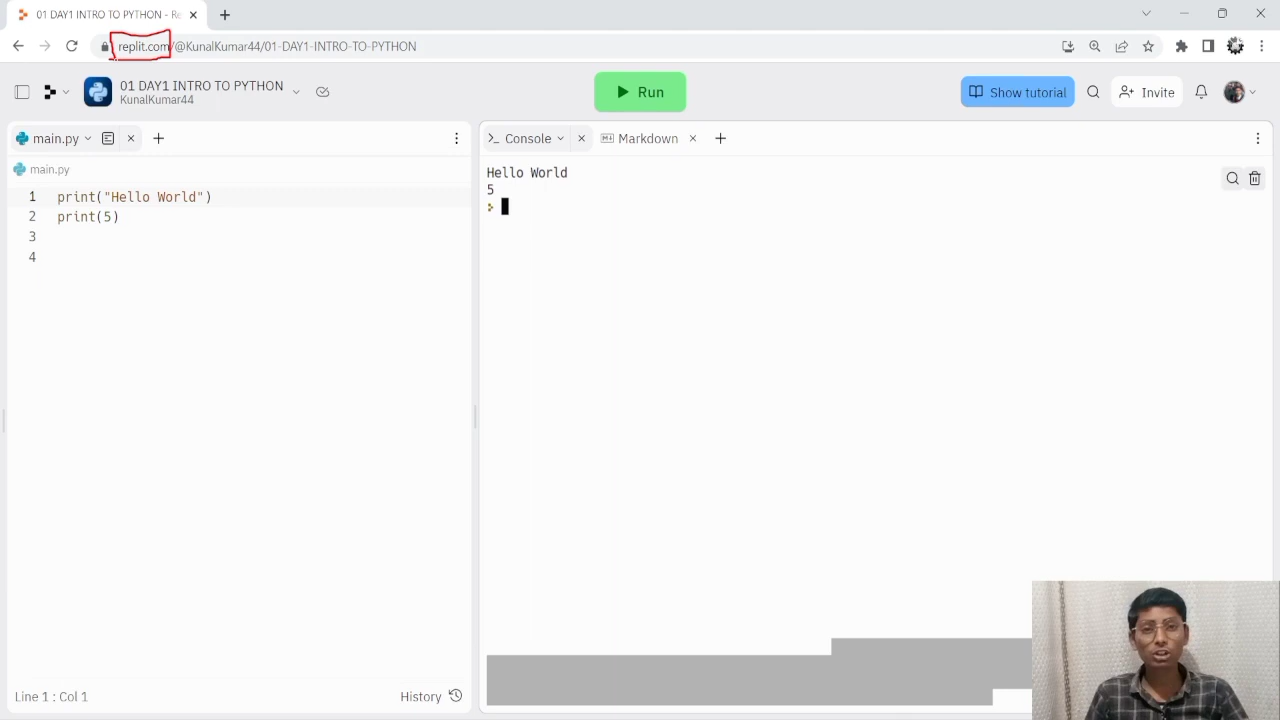 01 DAY1 INTRO TO PYTHON - Re
replit.com/@KunalKumar44/01-DAY1-INTRO-TO-PYTHON
01 DAY1 INTRO TO PYTHON
KunalKumar44
Run
Show tutorial
Invite
main.py
Console
Markdown
main.py
1 print("Hello World")
2 print(5)
3
4
Hello World
5
Line 1 : Col 1
History